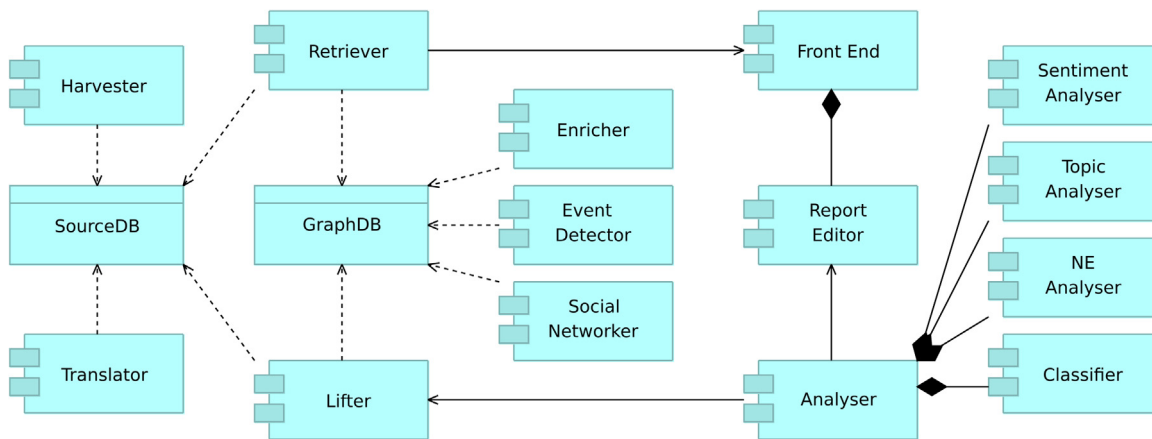 Retriever
Front End
Harvester
Sentiment
Analyser
Enricher
Topic
Analyser
SourceDB
GraphDB
Event
Detector
Report
Editor
NE
Analyser
Social
Networker
Translator
Classifier
Lifter
Analyser